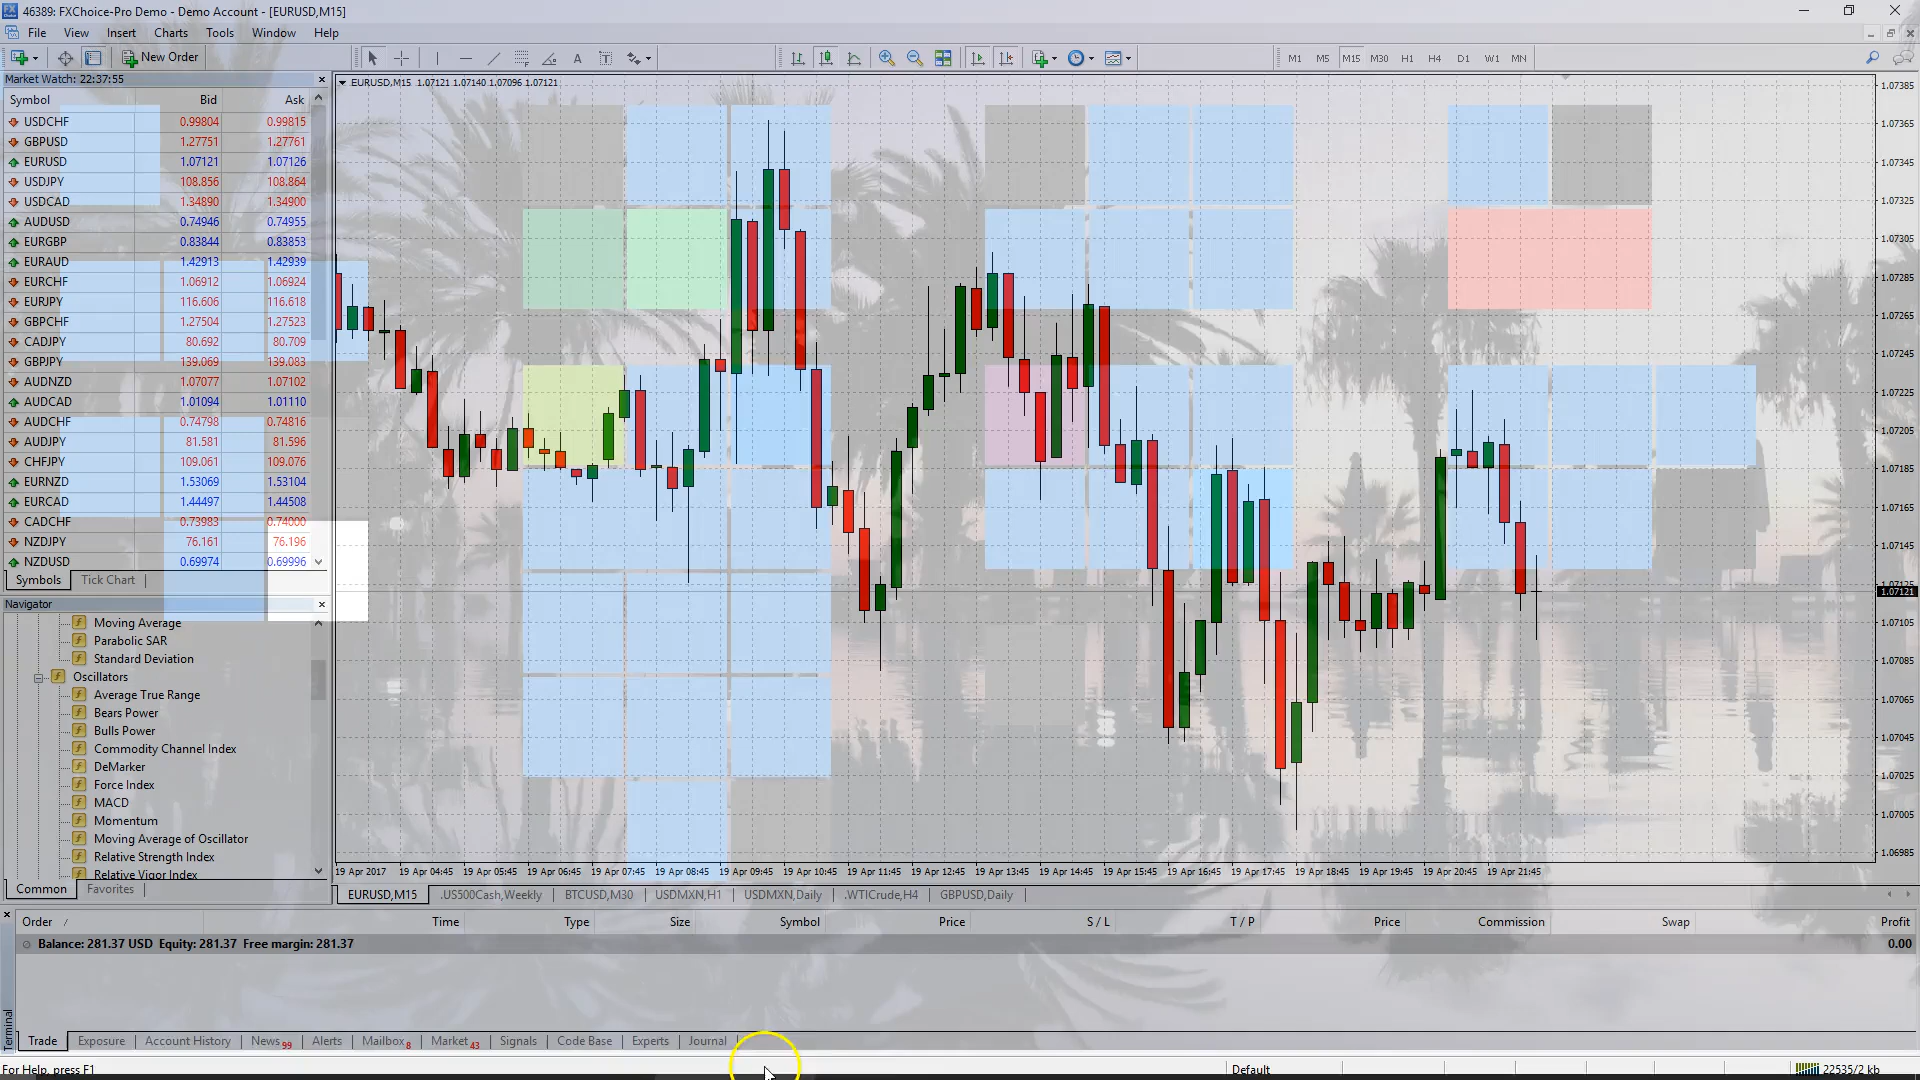 46389: FXChoice-Pro Demo - Demo Account - [EURUSD,M15]
File View Insert Charts Tools Window Help
New Order
A T
M1 M5 M15 M30 H1 H4 D1 W1 MN
Market Watch: 22:37:55
Symbol Bid Ask
USDCHF 0.99804 0.99815
GBPUSD 1.27751 1.27761
EURUSD 1.07121 1.07126
USDJPY 108.856 108.864
USDCAD 1.34890 1.34900
AUDUSD 0.74946 0.74955
EURGBP 0.83844 0.83853
EURAUD 1.42913 1.42939
EURCHF 1.06912 1.06924
EURJPY 116.606 116.618
GBPCHF 1.27504 1.27523
CADJPY 80.692 80.709
GBPJPY 139.069 139.083
AUDNZD 1.07077 1.07102
AUDCAD 1.01094 1.01110
AUDCHF 0.74798 0.74816
AUDJPY 81.581 81.596
CHFJPY 109.061 109.076
EURNZD 1.53069 1.53104
EURCAD 1.44497 1.44508
CADCHF 0.73983 0.74000
NZDJPY 76.161 76.196
NZDUSD 0.69974 0.69996
Symbols Tick Chart
Navigator
Moving Average
Parabolic SAR
Standard Deviation
Oscillators
Average True Range
Bears Power
Bulls Power
Commodity Channel Index
DeMarker
Force Index
MACD
Momentum
Moving Average of Oscillator
Relative Strength Index
Relative Vigor Index
Common Favorites
EURUSD,M15 1.07121 1.07140 1.07096 1.07121
1.07385
1.07365
1.07345
1.07325
1.07305
1.07285
1.07265
1.07245
1.07225
1.07205
1.07185
1.07165
1.07145
1.07121
1.07105
1.07085
1.07065
1.07045
1.07025
1.07005
1.06985
19 Apr 2017 19 Apr 04:45 19 Apr 05:45 19 Apr 06:45 19 Apr 07:45 19 Apr 08:45 19 Apr 09:45 19 Apr 10:45 19 Apr 11:45 19 Apr 12:45 19 Apr 13:45 19 Apr 14:45 19 Apr 15:45 19 Apr 16:45 19 Apr 17:45 19 Apr 18:45 19 Apr 19:45 19 Apr 20:45 19 Apr 21:45
EURUSD,M15 .US500Cash,Weekly BTCUSD,M30 USDMXN,H1 USDMXN,Daily .WTICrude,H4 GBPUSD,Daily
Order / Time Type Size Symbol Price S / L T / P Price Commission Swap Profit
Balance: 281.37 USD Equity: 281.37 Free margin: 281.37 0.00
Terminal
Trade Exposure Account History News 99 Alerts Mailbox 8 Market 43 Signals Code Base Experts Journal
For Help, press F1 Default 22535/2 kb